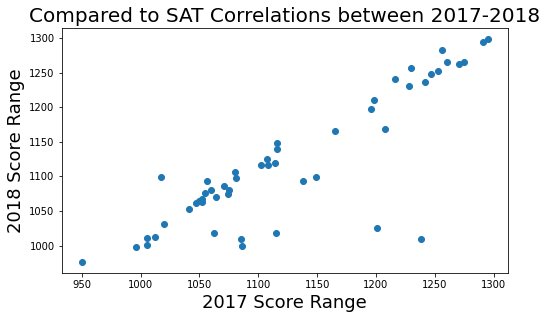 Compared to SAT Correlations between 2017-2018
1300
1250
1200
1150
1100
1050
1000
2018 Score Range
950 1000 1050 1100 1150 1200 1250 1300
2017 Score Range